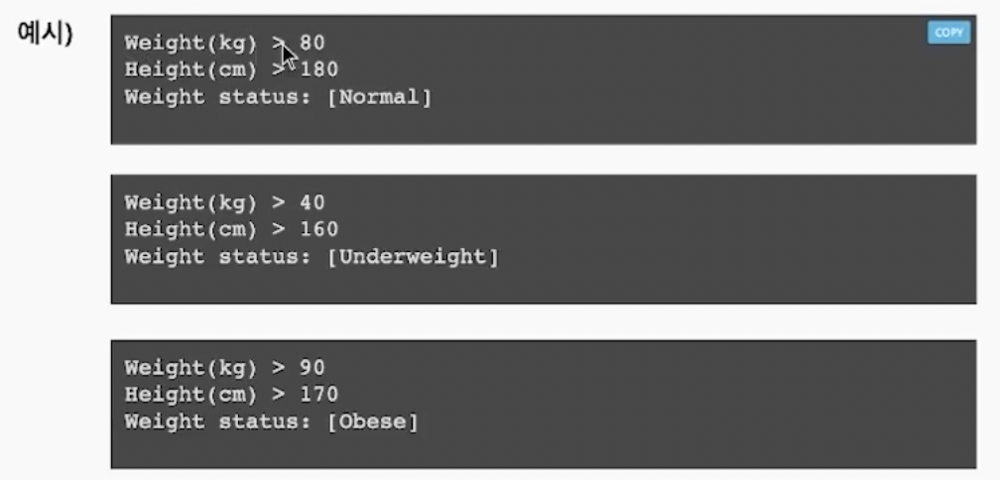 예시)
COPY
Weight(kg) > 80
Height(cm) > 180
Weight status: [Normal]
Weight(kg) > 40
Height(cm) > 160
Weight status: [Underweight]
Weight(kg) > 90
Height(cm) > 170
Weight status: [Obese]